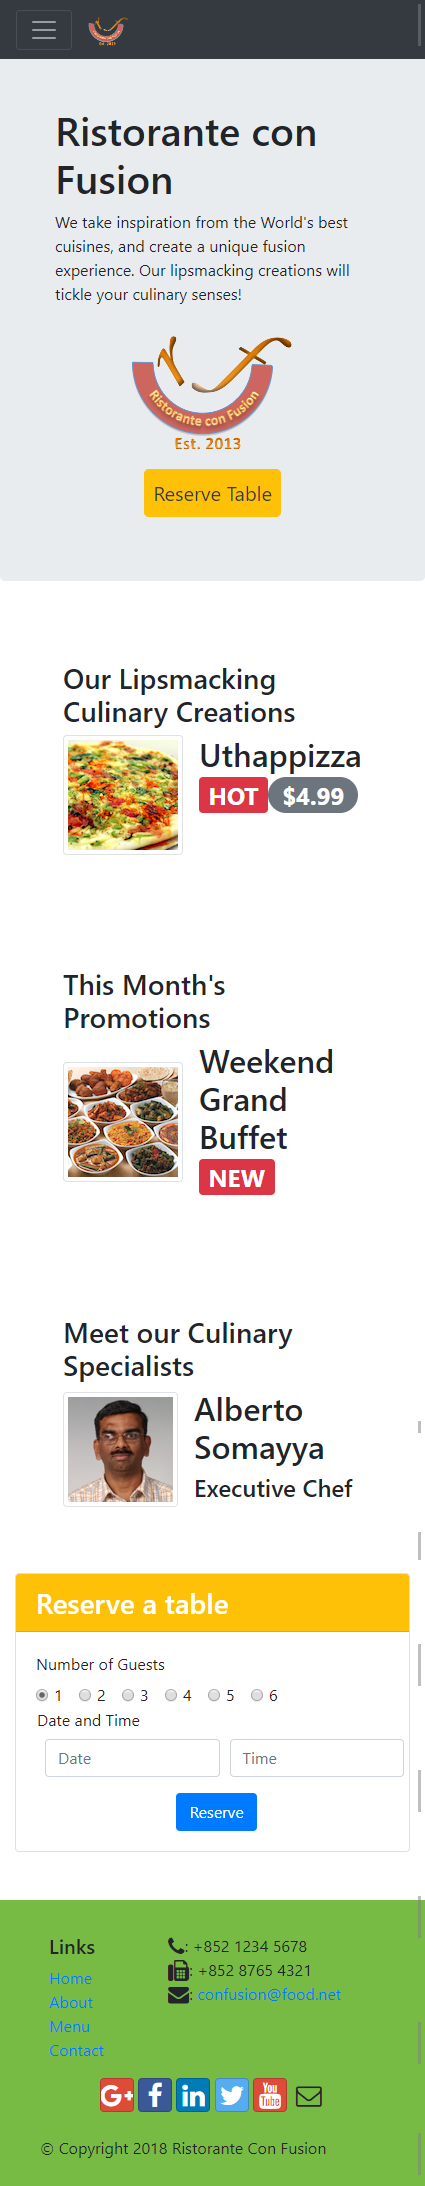 Ristorante con
Fusion
We take inspiration from the World's best
cuisines, and create a unique fusion
experience. Our lipsmacking creations will
tickle your culinary senses!
Ristorante con Fusion
Est. 2013
Reserve Table
Our Lipsmacking
Culinary Creations
Uthappizza
HOT $4.99
This Month's
Promotions
Weekend
Grand
Buffet
NEW
Meet our Culinary
Specialists
Alberto
Somayya
Executive Chef
Reserve a table
Number of Guests
1 2 3 4 5 6
Date and Time
Date Time
Reserve
Links
Home
About
Menu
Contact
: +852 1234 5678
: +852 8765 4321
: confusion@food.net
G+ f in You Tube
© Copyright 2018 Ristorante Con Fusion